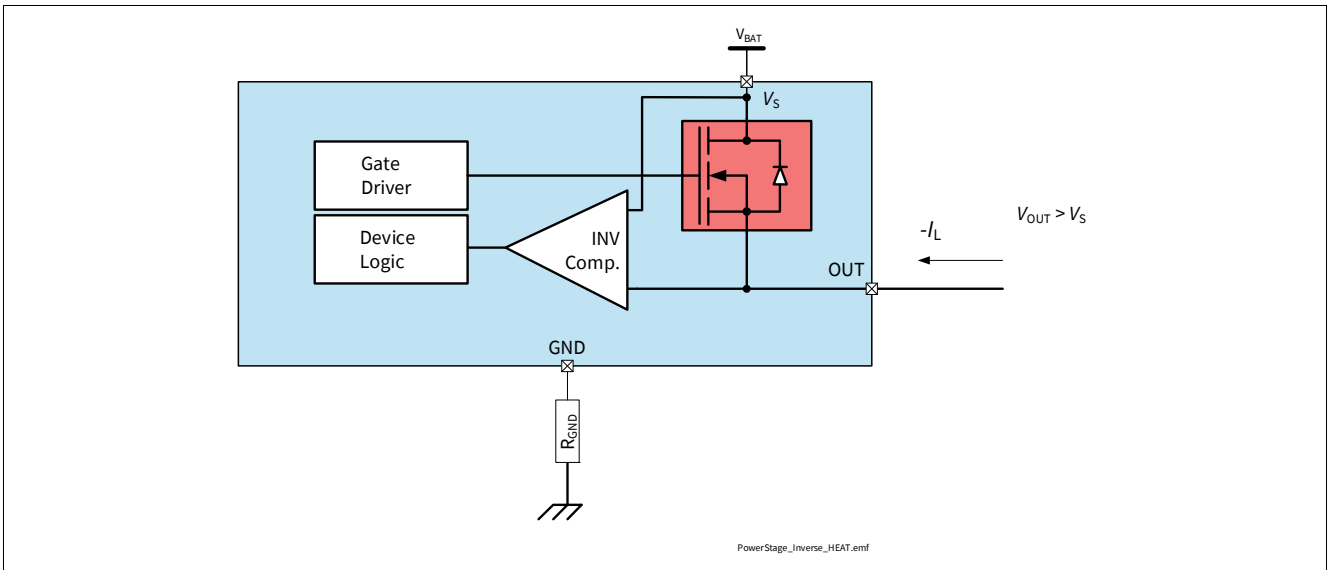 V_BAT
V_S
Gate
Driver
Device
Logic
INV
Comp.
V_OUT > V_S
-I_L
OUT
GND
R_GND
PowerStage_Inverse_HEAT.emf